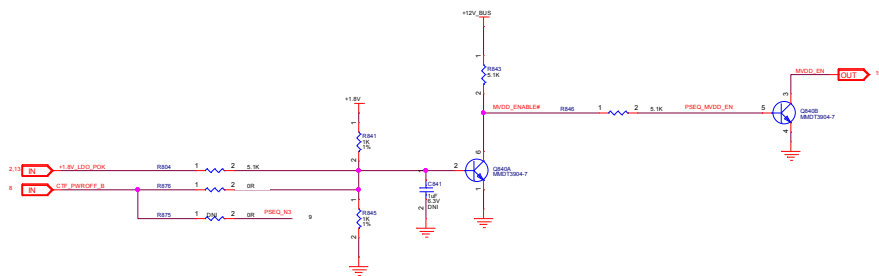 +12V_BUS
MVDD_EN
OUT
1
R843
5.1K
1
2
MVDD_ENABLE#
R846
1
2
5.1K
PSEQ_MVDD_EN
5
3
4
Q840B
MMDT3904-7
+1.8V
1
2
R841
1K
1%
2,13
IN
+1.8V_LDO_POK
R804
1
2
5.1K
2
6
1
Q840A
MMDT3904-7
8
IN
CTF_PWROFF_B
R876
1
2
0R
C841
1uF
6.3V
DNI
1
2
R875
1
DNI
2
0R
PSEQ_N3
9
R845
1K
1%
1
2